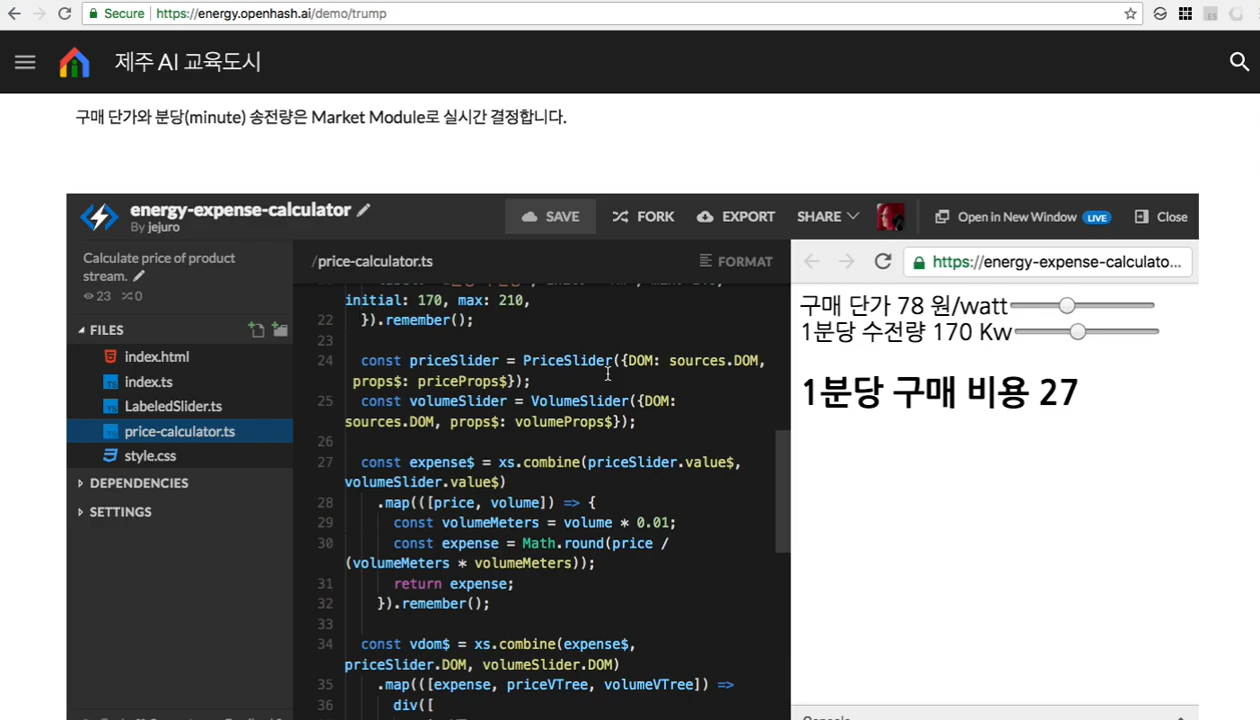 Secure | https://energy.openhash.ai/demo/trump
제주 AI 교육도시
구매 단가와 분당(minute) 송전량은 Market Module로 실시간 결정합니다.
energy-expense-calculator
By jejuro
SAVE
FORK
EXPORT
SHARE
Open in New Window LIVE
Close
Calculate price of product
stream.
23
0
FILES
index.html
index.ts
LabeledSlider.ts
price-calculator.ts
style.css
DEPENDENCIES
SETTINGS
/price-calculator.ts
FORMAT
initial: 170, max: 210,
22 }).remember();
23
24 const priceSlider = PriceSlider({DOM: sources.DOM,
props$: priceProps$});
25 const volumeSlider = VolumeSlider({DOM:
sources.DOM, props$: volumeProps$});
26
27 const expense$ = xs.combine(priceSlider.value$,
volumeSlider.value$)
28 .map(([price, volume]) => {
29 const volumeMeters = volume * 0.01;
30 const expense = Math.round(price /
(volumeMeters * volumeMeters));
31 return expense;
32 }).remember();
33
34 const vdom$ = xs.combine(expense$,
priceSlider.DOM, volumeSlider.DOM)
35 .map(([expense, priceVTree, volumeVTree]) =>
36 div([
https://energy-expense-calculato...
구매 단가 78 원/watt
1분당 수전량 170 Kw
1분당 구매 비용 27